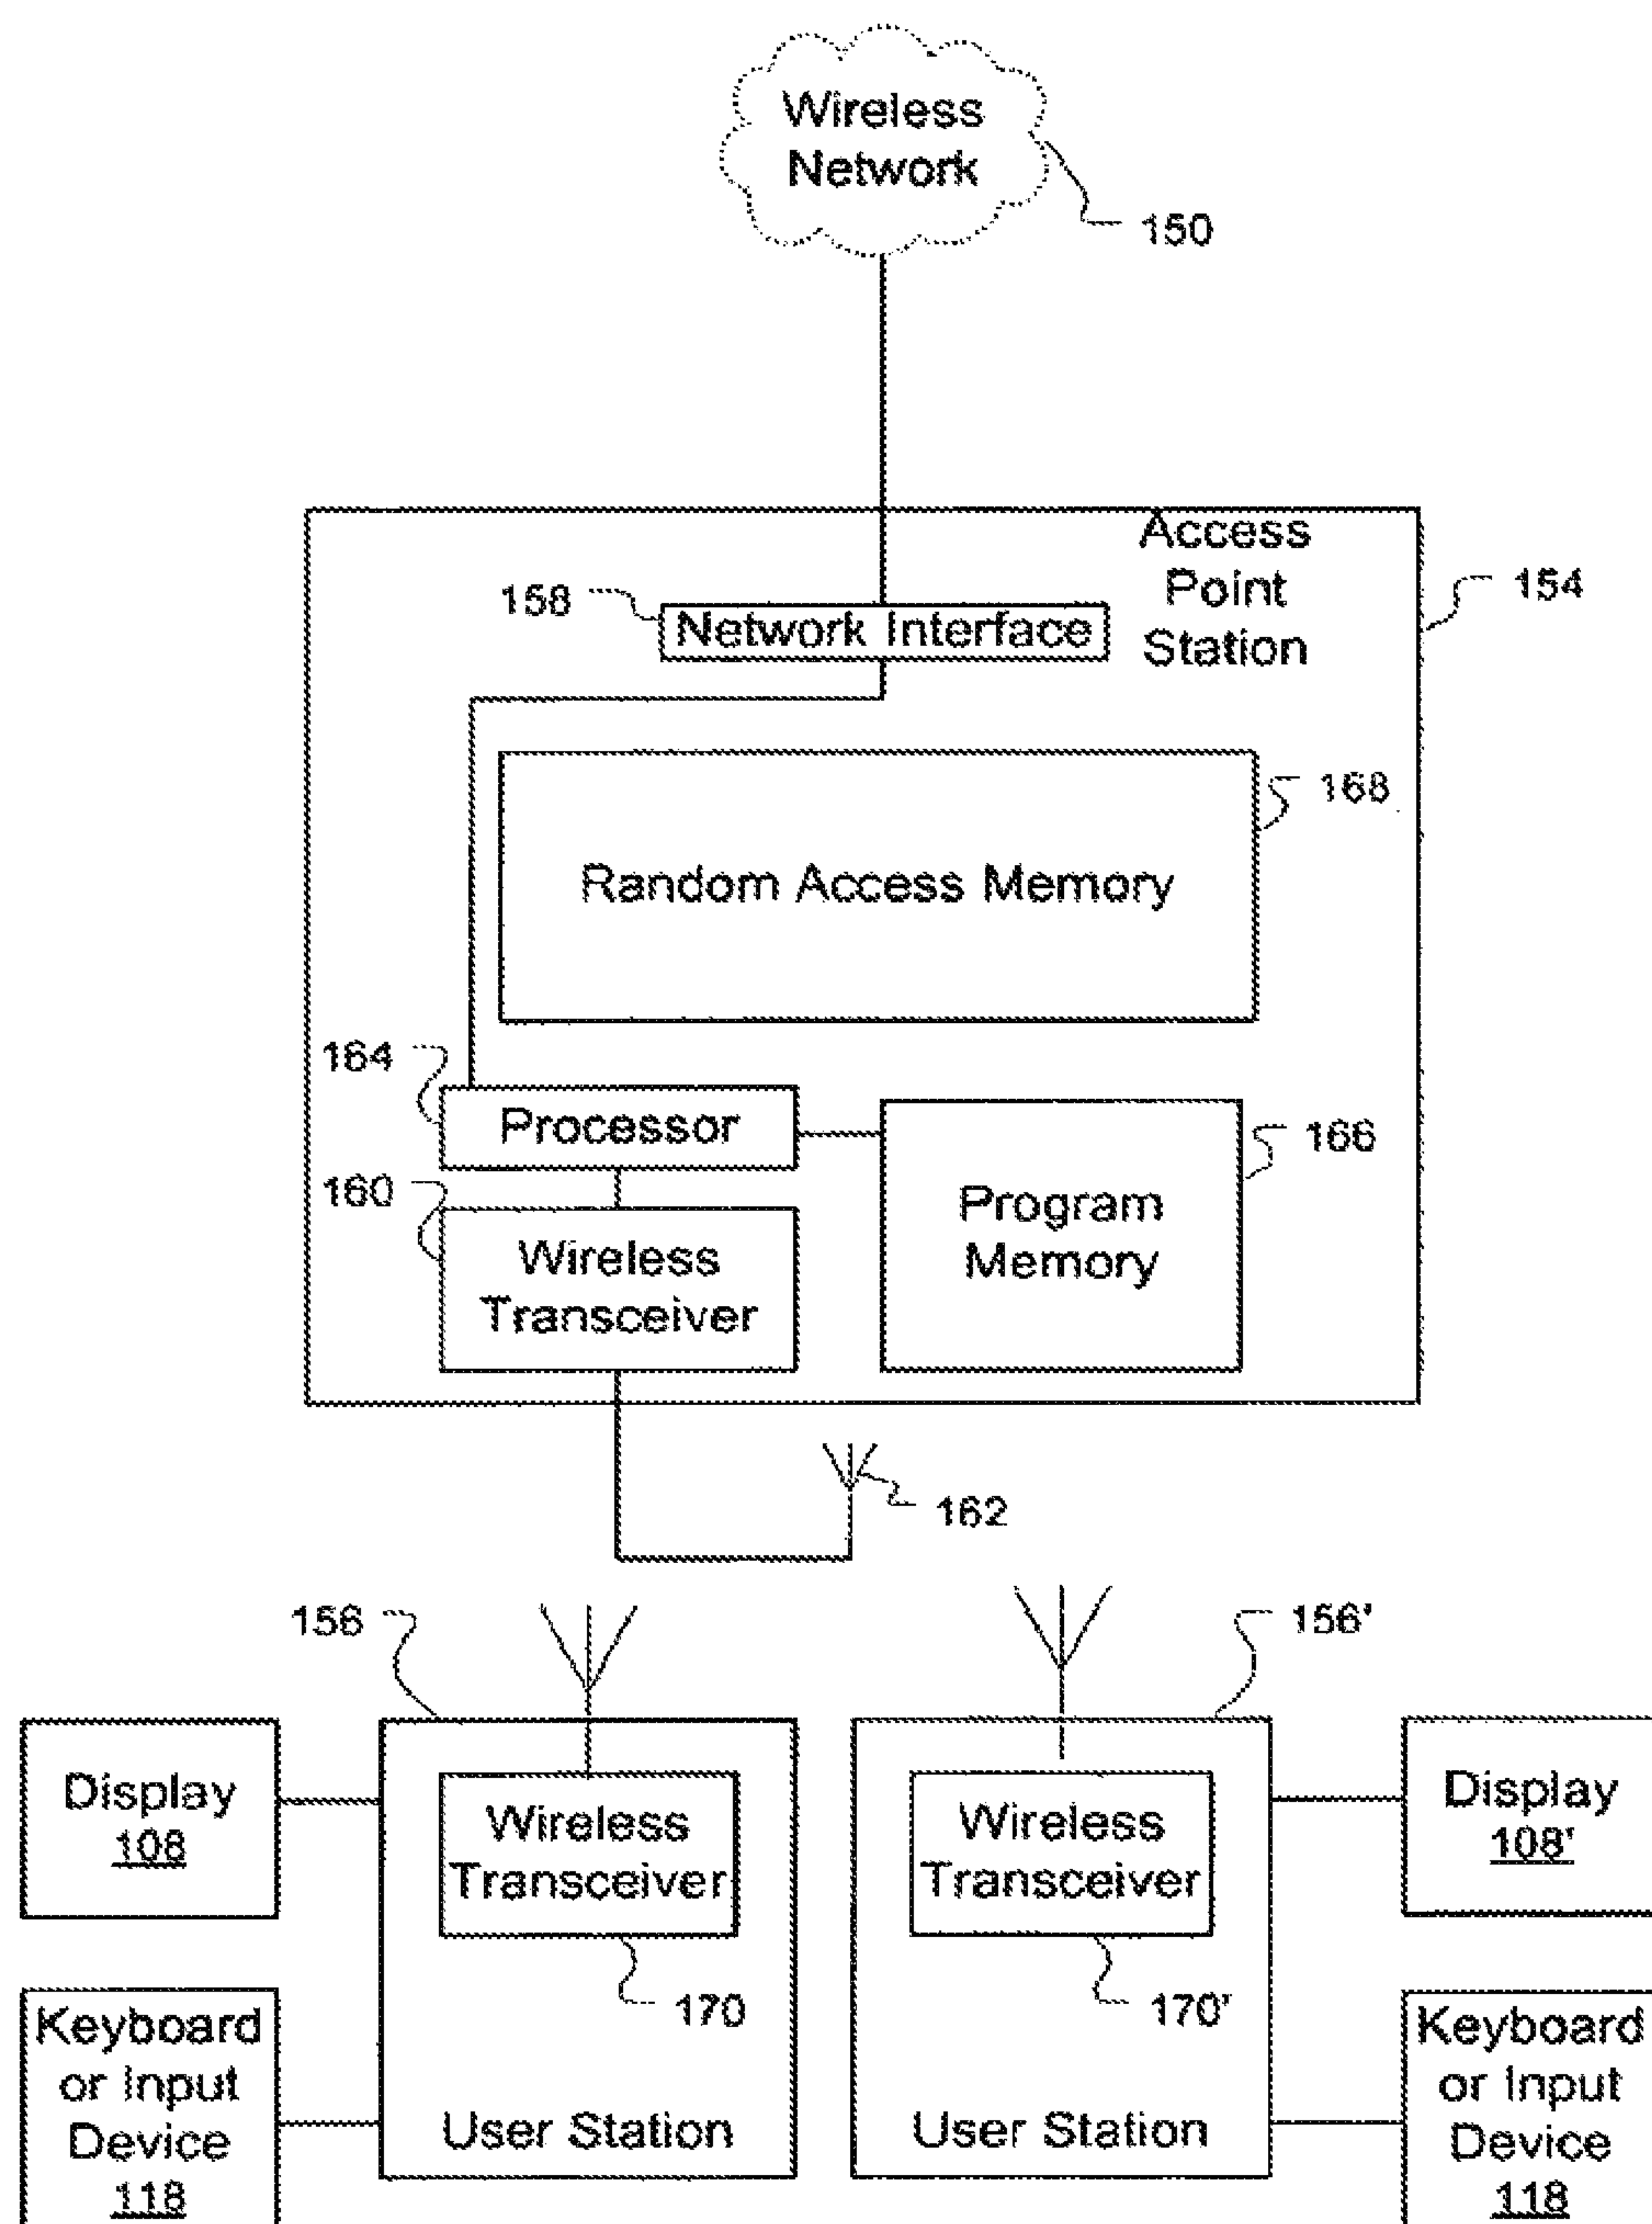 Wireless
Network
150
Access
Point
Station
154
158
Network Interface
168
Random Access Memory
164
Processor
166
160
Program
Memory
Wireless
Transceiver
162
156
156'
Display
108
Wireless
Transceiver
Wireless
Transceiver
Display
108'
170
170'
Keyboard
or Input
Device
118
User Station
User Station
Keyboard
or Input
Device
118